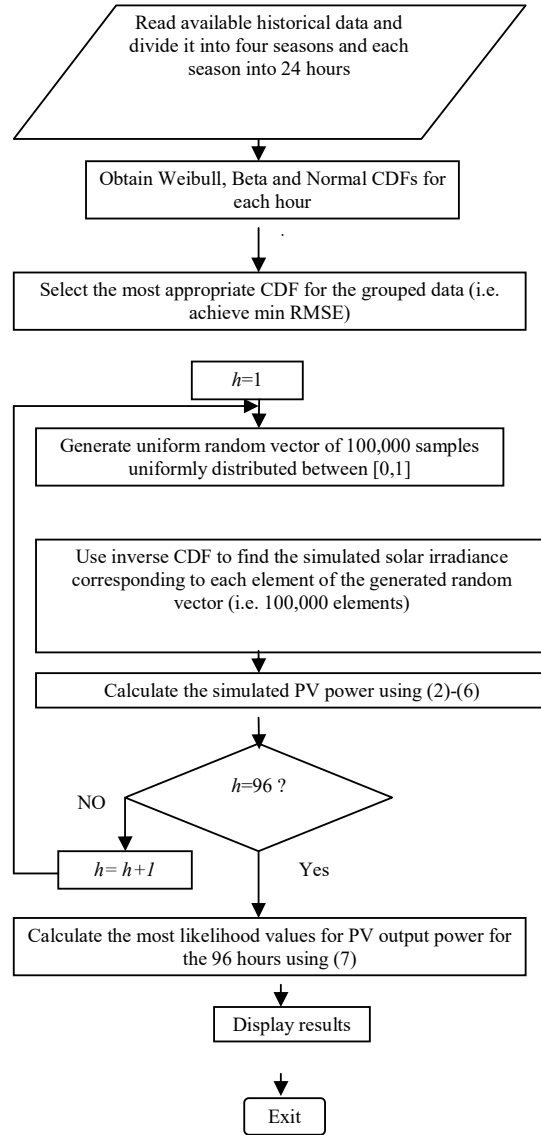 Read available historical data and
divide it into four seasons and each
season into 24 hours
Obtain Weibull, Beta and Normal CDFs for
each hour
.
Select the most appropriate CDF for the grouped data (i.e.
achieve min RMSE)
h=1
Generate uniform random vector of 100,000 samples
uniformly distributed between [0,1]
Use inverse CDF to find the simulated solar irradiance
corresponding to each element of the generated random
vector (i.e. 100,000 elements)
Calculate the simulated PV power using (2)-(6)
h=96 ?
NO
h= h+1
Yes
Calculate the most likelihood values for PV output power for
the 96 hours using (7)
Display results
Exit